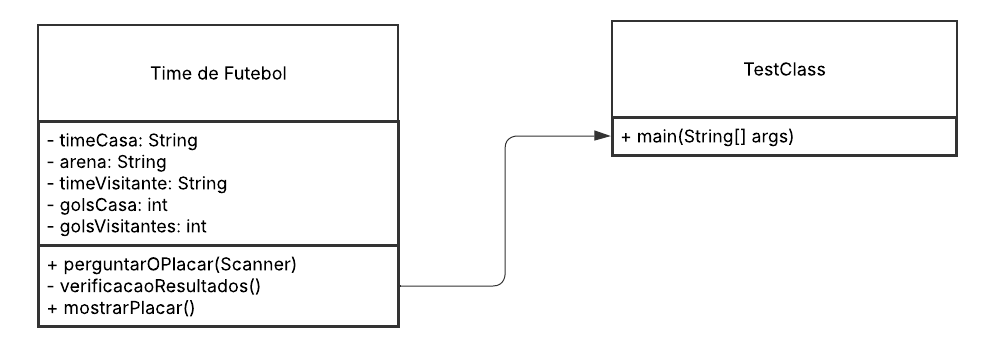 Time de Futebol
- timeCasa: String
- arena: String
- timeVisitante: String
- golsCasa: int
- golsVisitantes: int
+ perguntarOPlacar(Scanner)
- verificacaoResultados()
+ mostrarPlacar()
TestClass
+ main(String[] args)